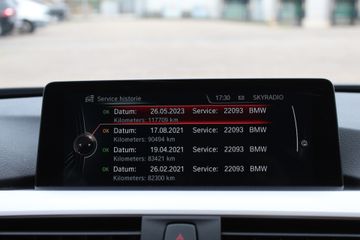 Service historie 17:30 SKYRADIO
OK Datum: 26.05.2023 Service: 22093 BMW
Kilometers: 117709 km
OK Datum: 17.08.2021 Service: 22093 BMW
Kilometers: 90494 km
OK Datum: 19.04.2021 Service: 22093 BMW
Kilometers: 83421 km
OK Datum: 26.02.2021 Service: 22093 BMW
Kilometers: 82300 km